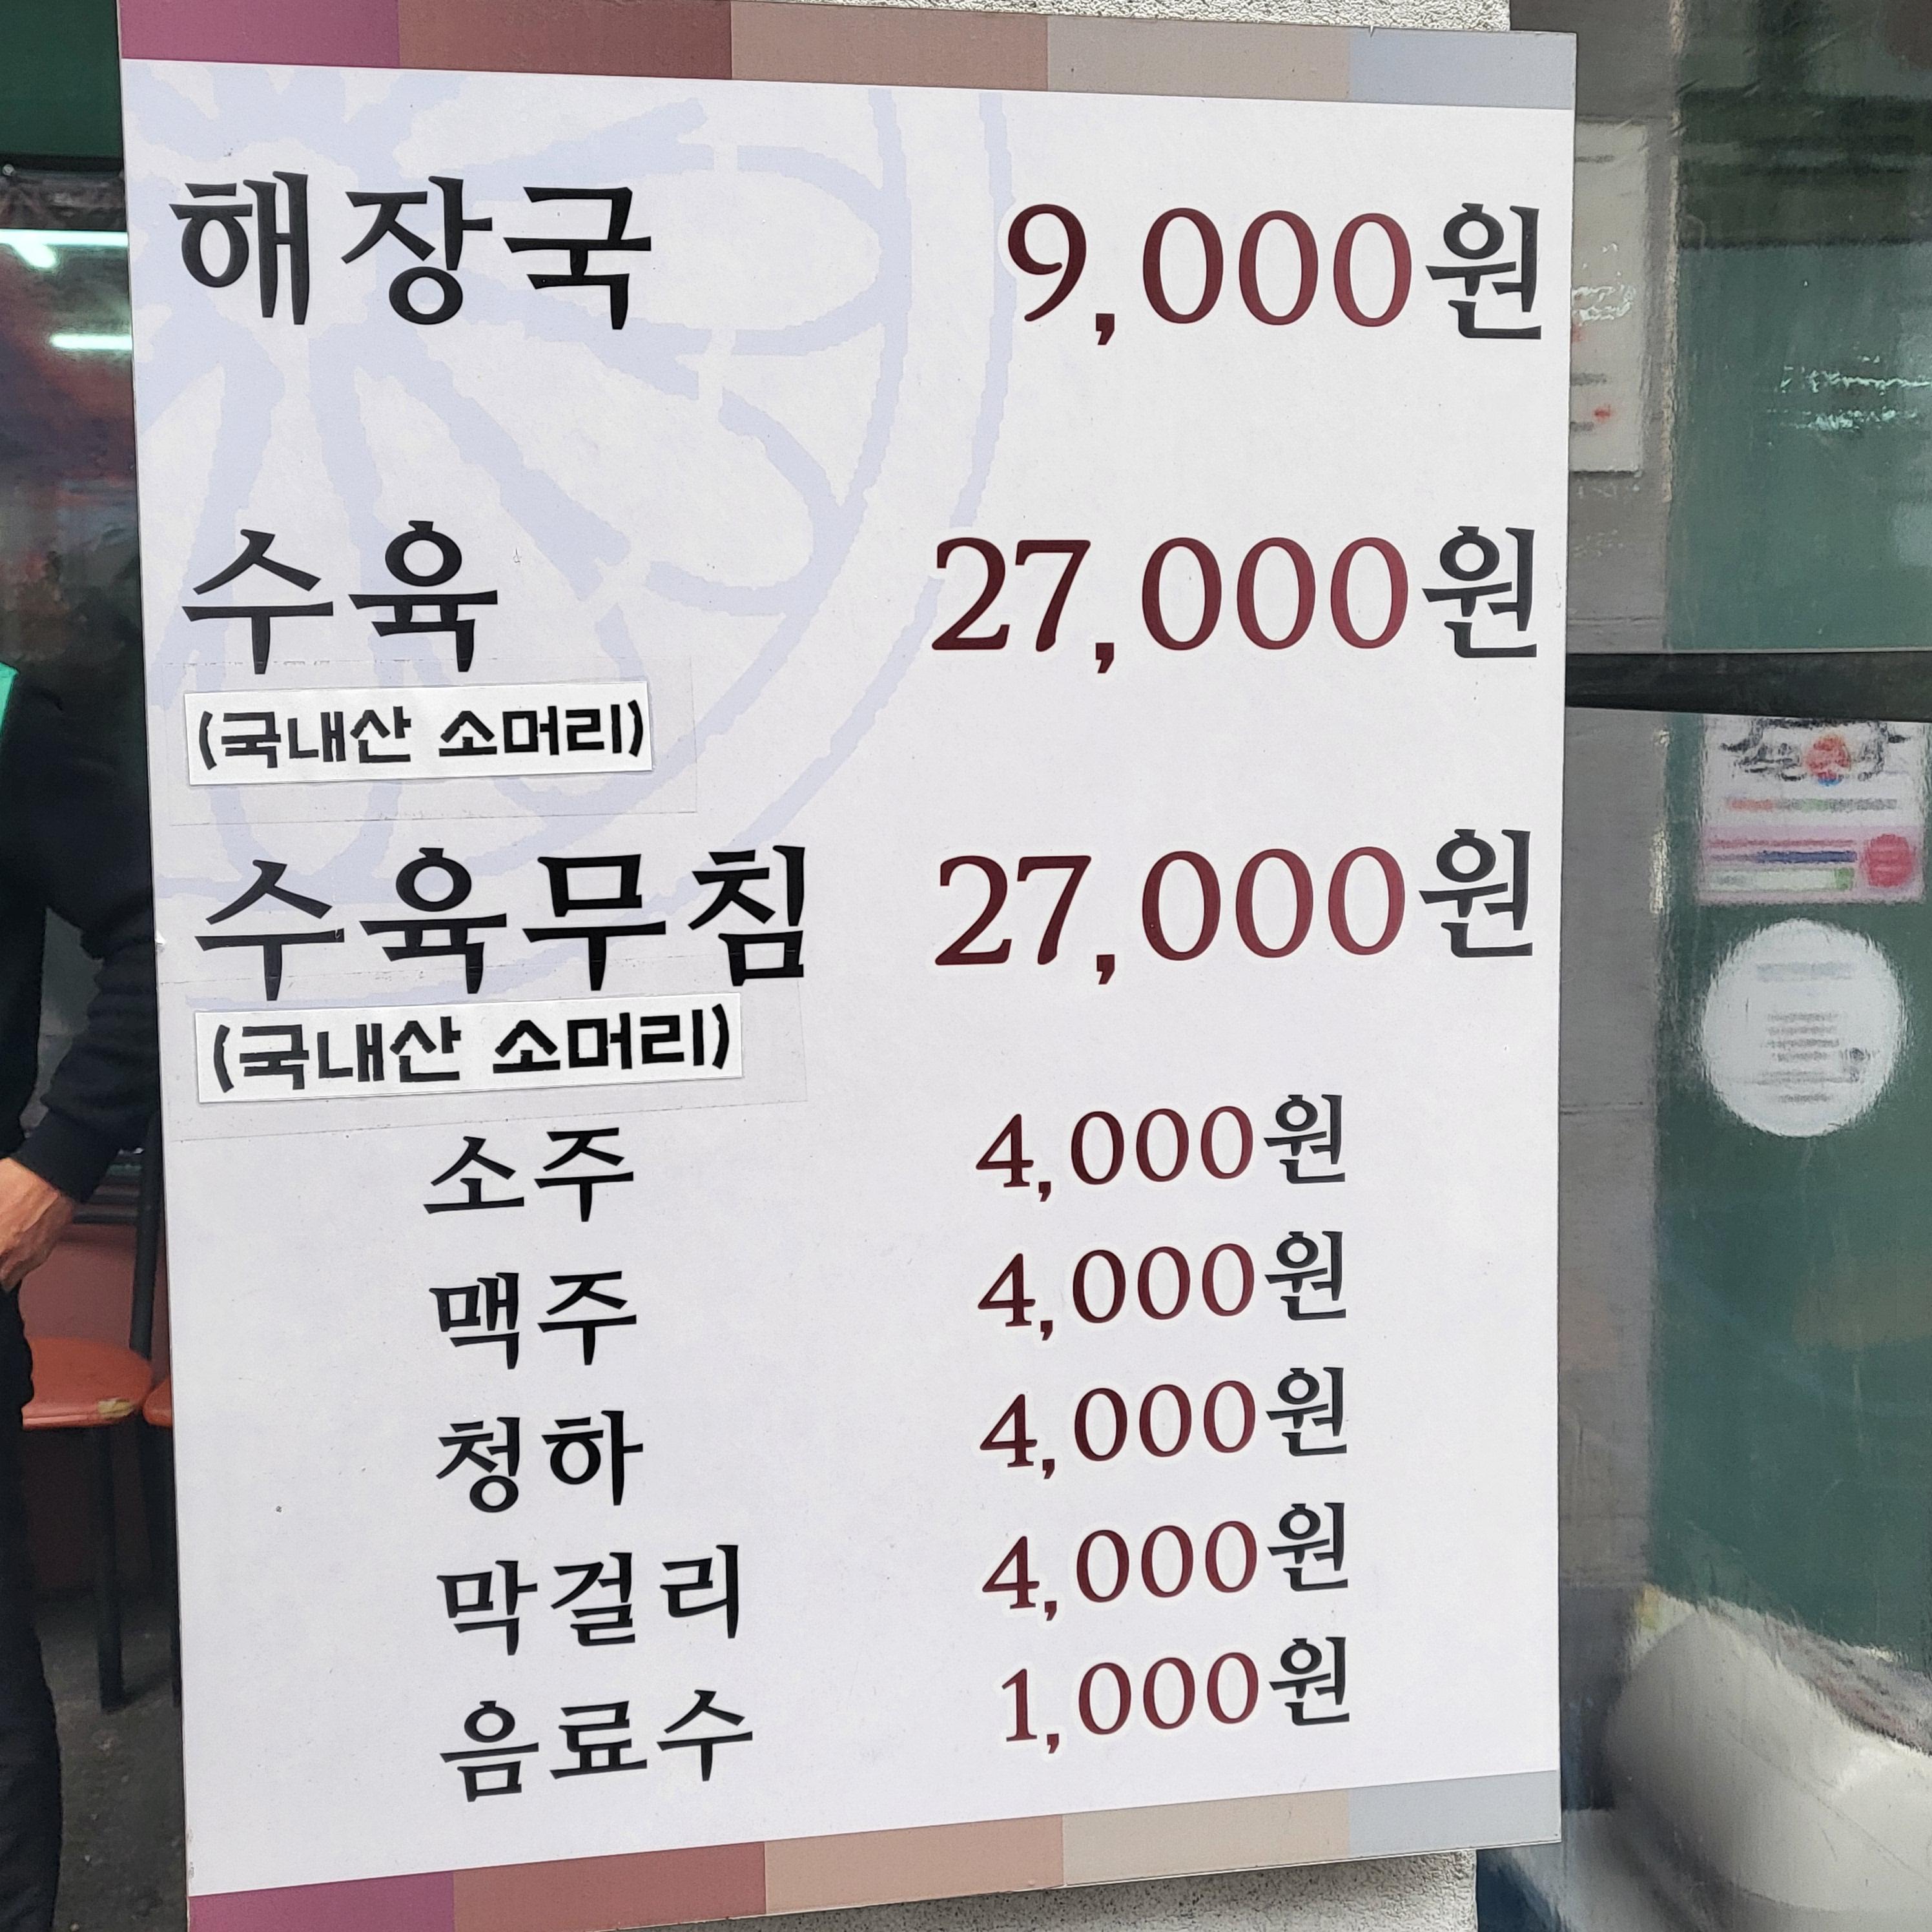 해장국 9,000원
수육 27,000원
(국내산 소머리)
수육무침 27,000원
(국내산 소머리)
소주 4,000원
맥주 4,000원
청하 4,000원
막걸리 4,000원
음료수 1,000원